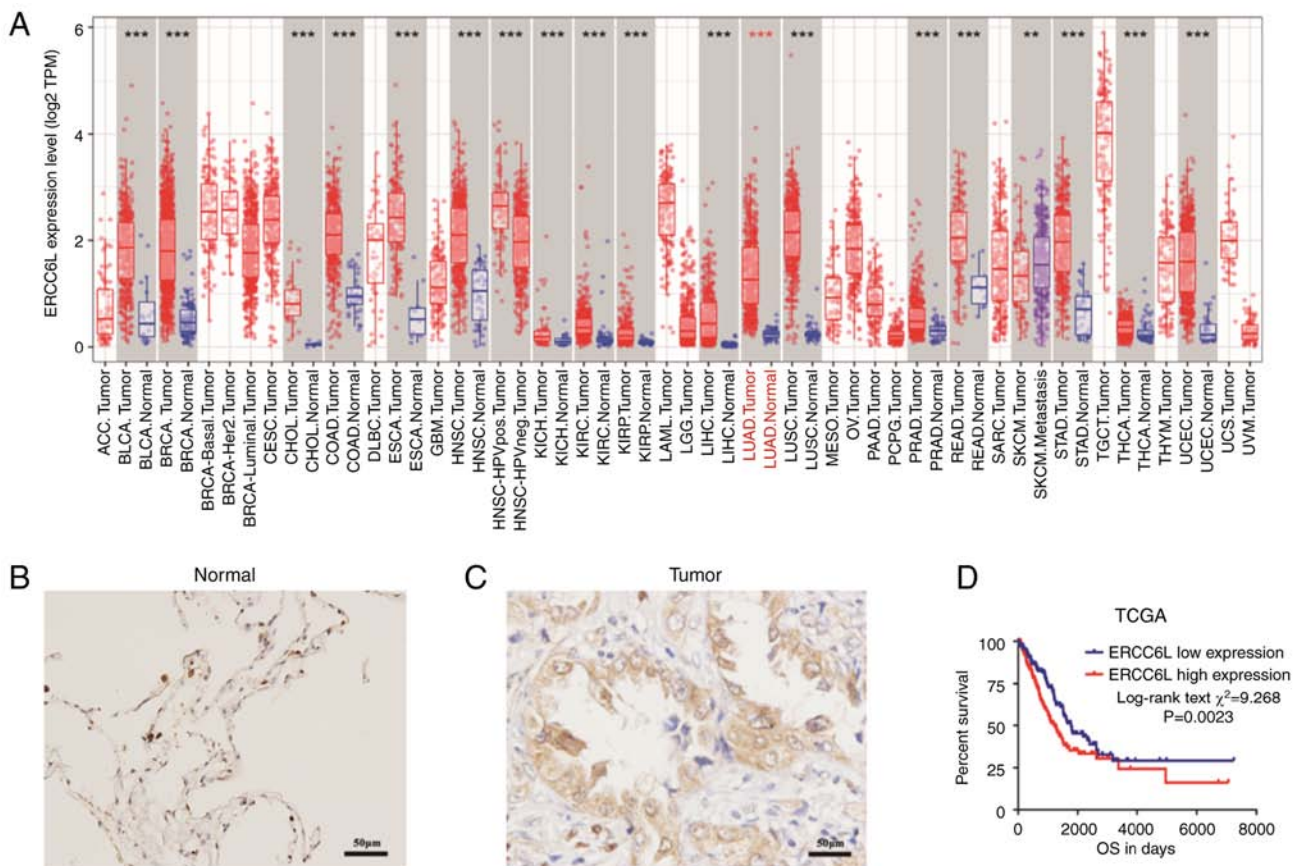 A
ERCC6L expression level (log2 TPM)
6
4
2
0
*** *** *** *** *** *** *** *** *** *** *** *** *** *** *** ** *** *** ***
ACC.Tumor
BLCA.Tumor
BLCA.Normal
BRCA.Tumor
BRCA.Normal
BRCA-Basal.Tumor
BRCA-Her2.Tumor
BRCA-Luminal.Tumor
CESC.Tumor
CHOL.Tumor
CHOL.Normal
COAD.Tumor
COAD.Normal
DLBC.Tumor
ESCA.Tumor
ESCA.Normal
GBM.Tumor
HNSC.Tumor
HNSC.Normal
HNSC-HPVpos.Tumor
HNSC-HPVneg.Tumor
KICH.Tumor
KICH.Normal
KIRC.Tumor
KIRC.Normal
KIRP.Tumor
KIRP.Normal
LAML.Tumor
LGG.Tumor
LIHC.Tumor
LIHC.Normal
LUAD.Tumor
LUAD.Normal
LUSC.Tumor
LUSC.Normal
MESO.Tumor
OV.Tumor
PAAD.Tumor
PCPG.Tumor
PRAD.Tumor
PRAD.Normal
READ.Tumor
READ.Normal
SARC.Tumor
SKCM.Tumor
SKCM.Metastasis
STAD.Tumor
STAD.Normal
TGCT.Tumor
THCA.Tumor
THCA.Normal
THYM.Tumor
UCEC.Tumor
UCEC.Normal
UCS.Tumor
UVM.Tumor
B
Normal
50μm
C
Tumor
50μm
D
TCGA
ERCC6L low expression
ERCC6L high expression
Log-rank text χ²=9.268
P=0.0023
Percent survival
100
75
50
25
0
0 2000 4000 6000 8000
OS in days